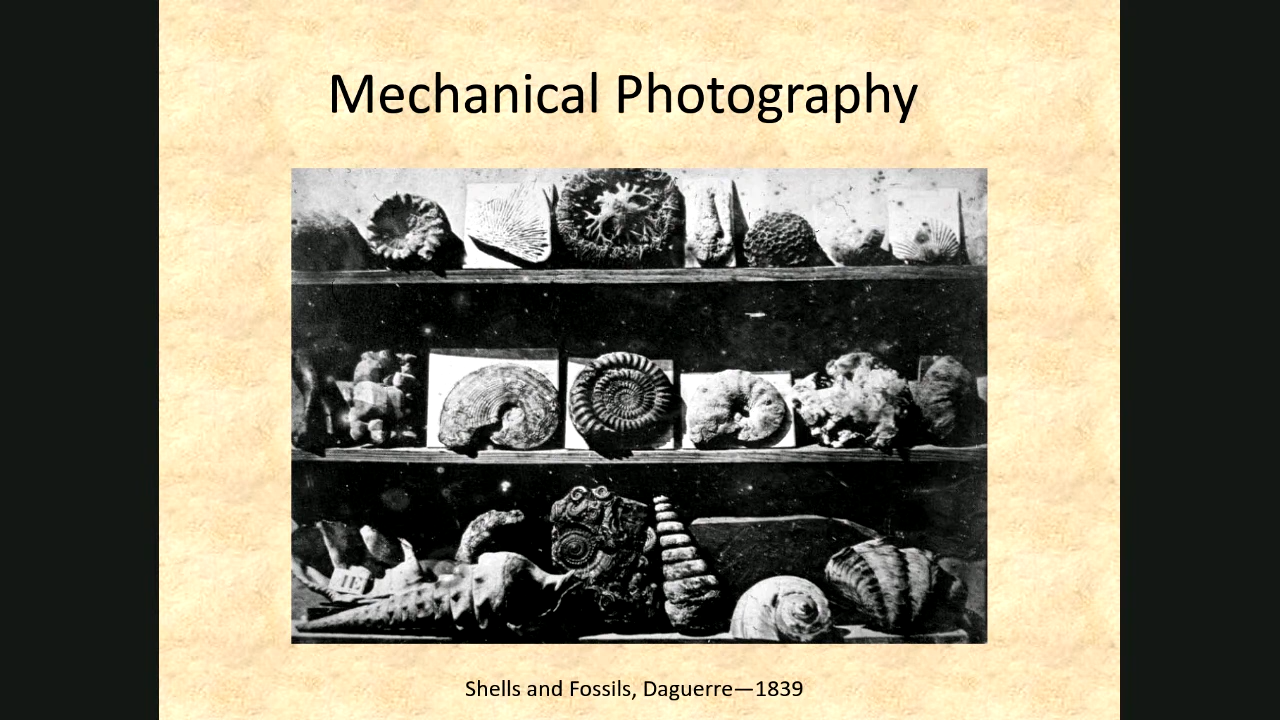 Mechanical Photography
Shells and Fossils, Daguerre—1839